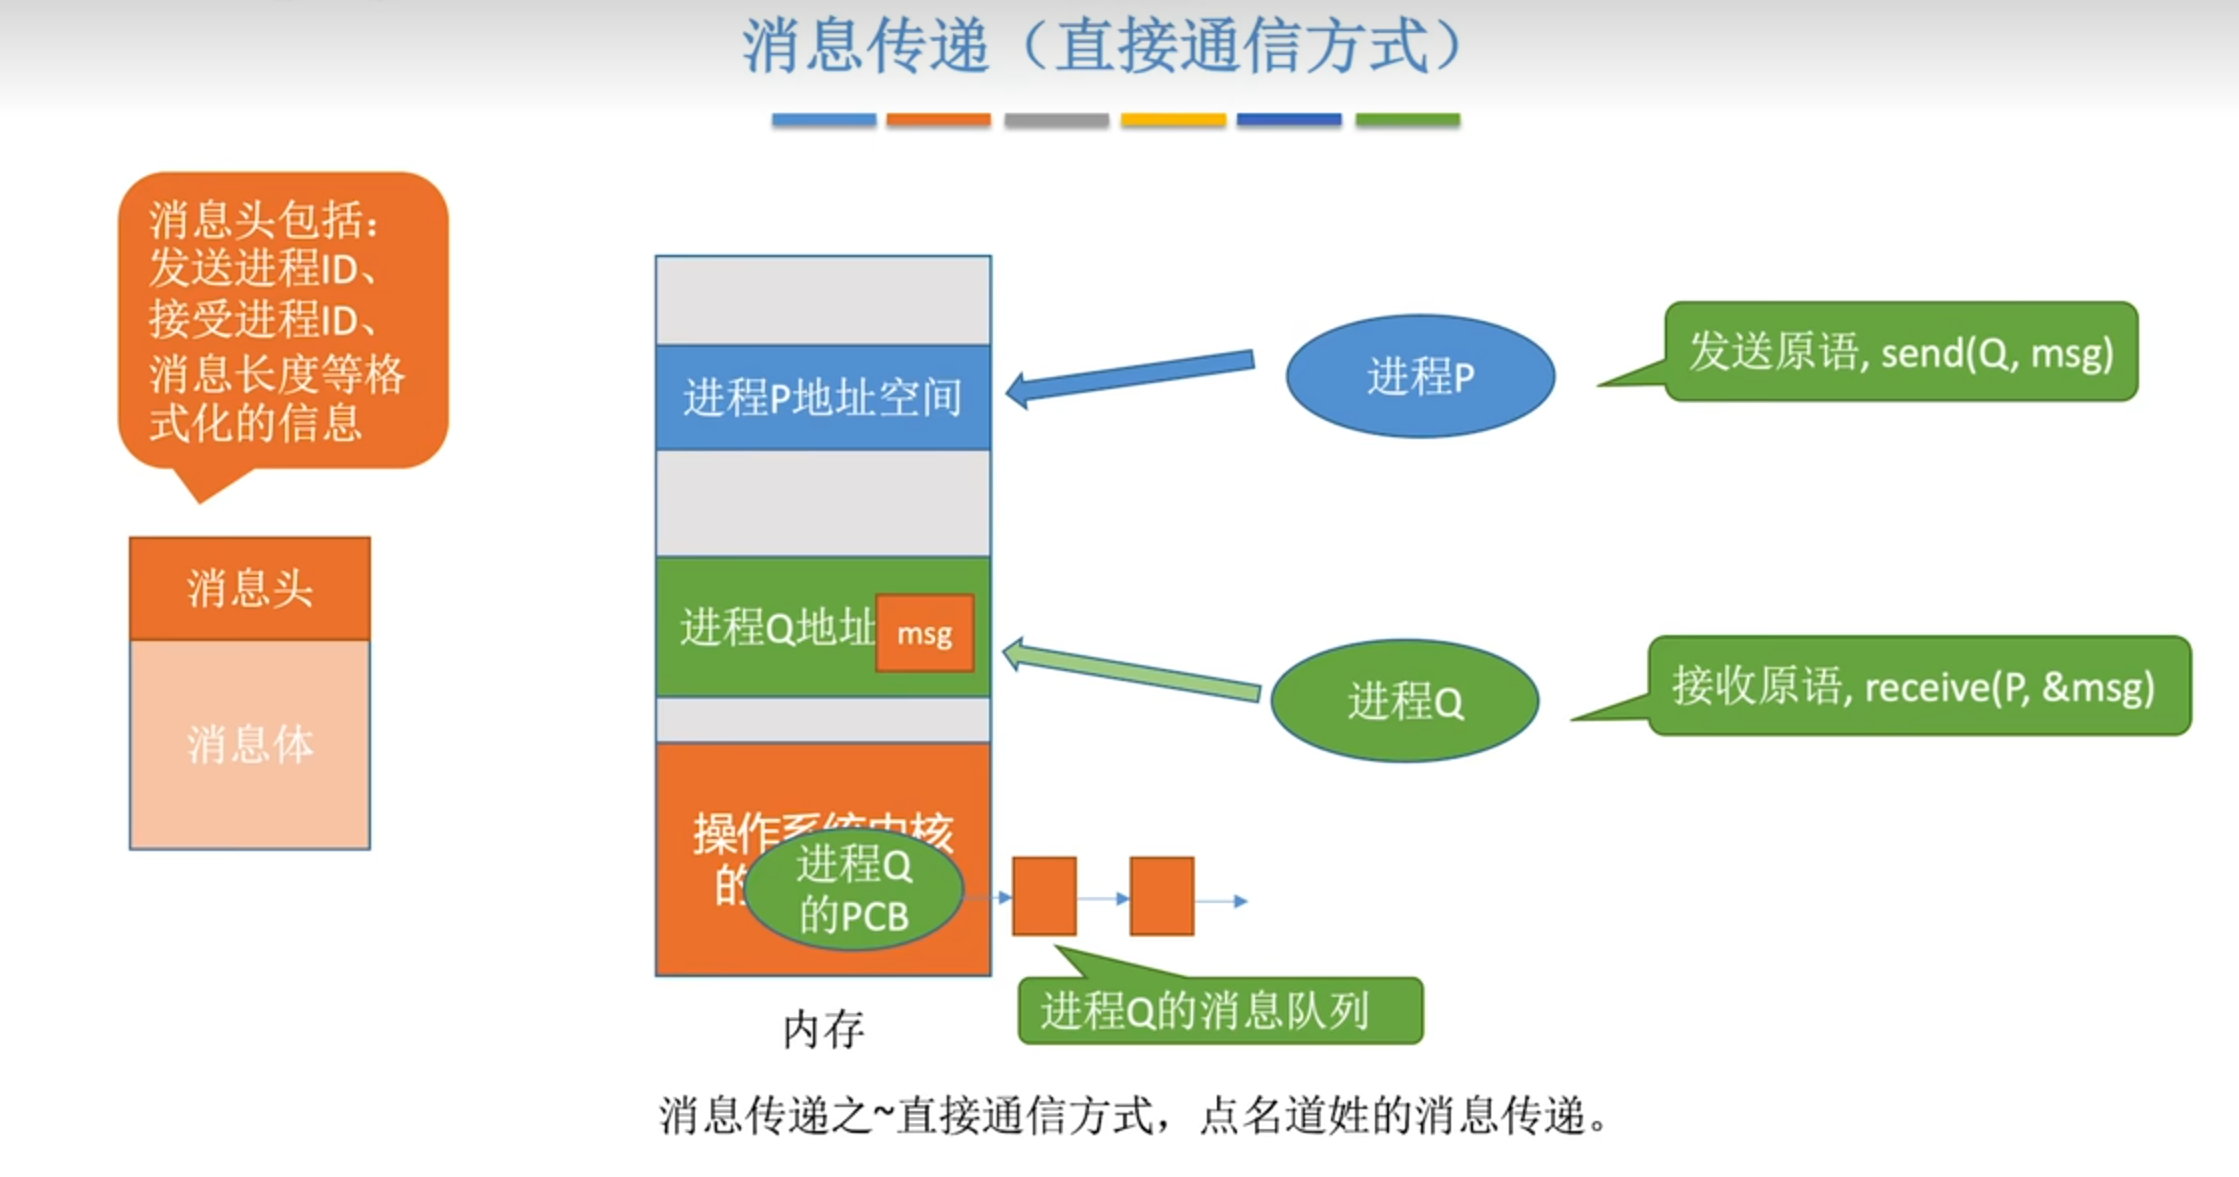 消息传递（直接通信方式）
消息头包括：
发送进程ID、
接受进程ID、
消息长度等格
式化的信息
消息头
消息体
进程P地址空间
进程Q地址
msg
操作系统内核
的
进程Q
的PCB
内存
进程P
发送原语, send(Q, msg)
进程Q
接收原语, receive(P, &msg)
进程Q的消息队列
消息传递之~直接通信方式，点名道姓的消息传递。